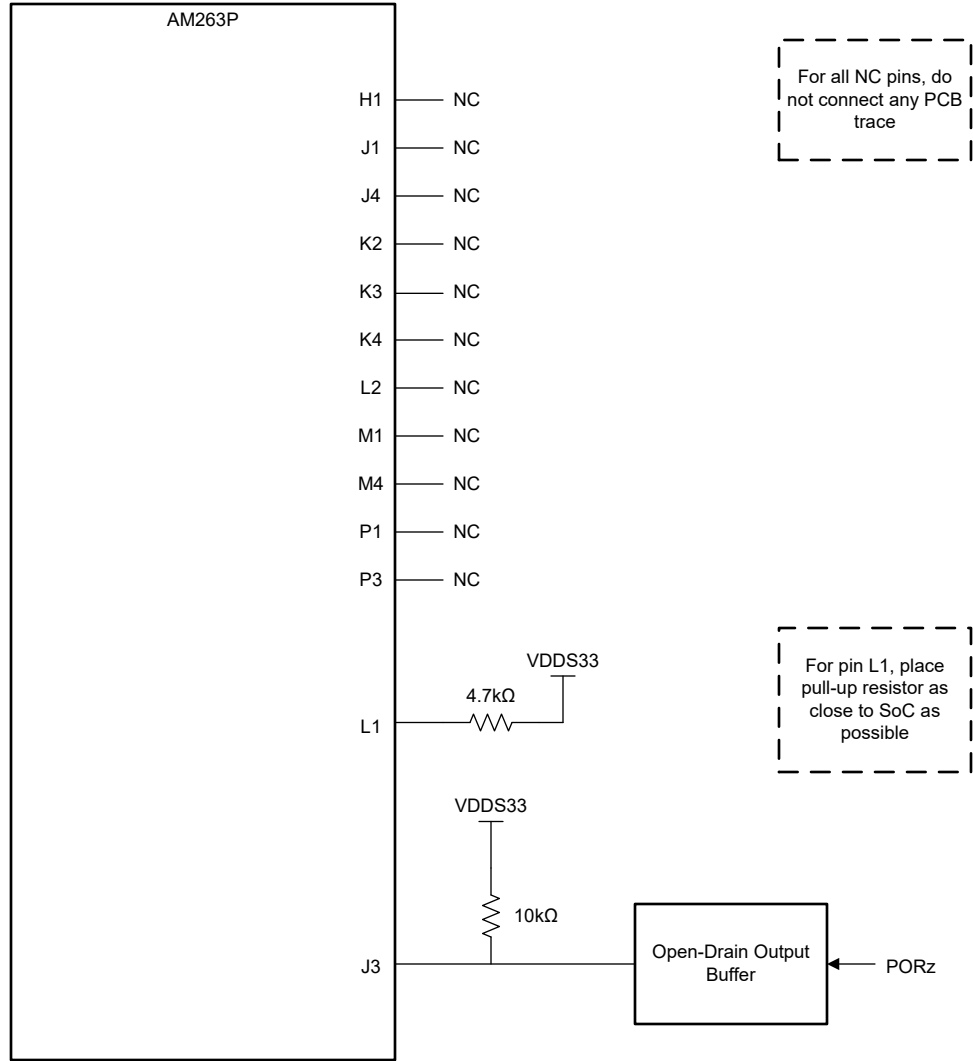 AM263P
For all NC pins, do
not connect any PCB
trace
H1 NC
J1 NC
J4 NC
K2 NC
K3 NC
K4 NC
L2 NC
M1 NC
M4 NC
P1 NC
P3 NC
VDDS33
4.7kΩ
L1
For pin L1, place
pull-up resistor as
close to SoC as
possible
VDDS33
10kΩ
J3
Open-Drain Output
Buffer
PORz